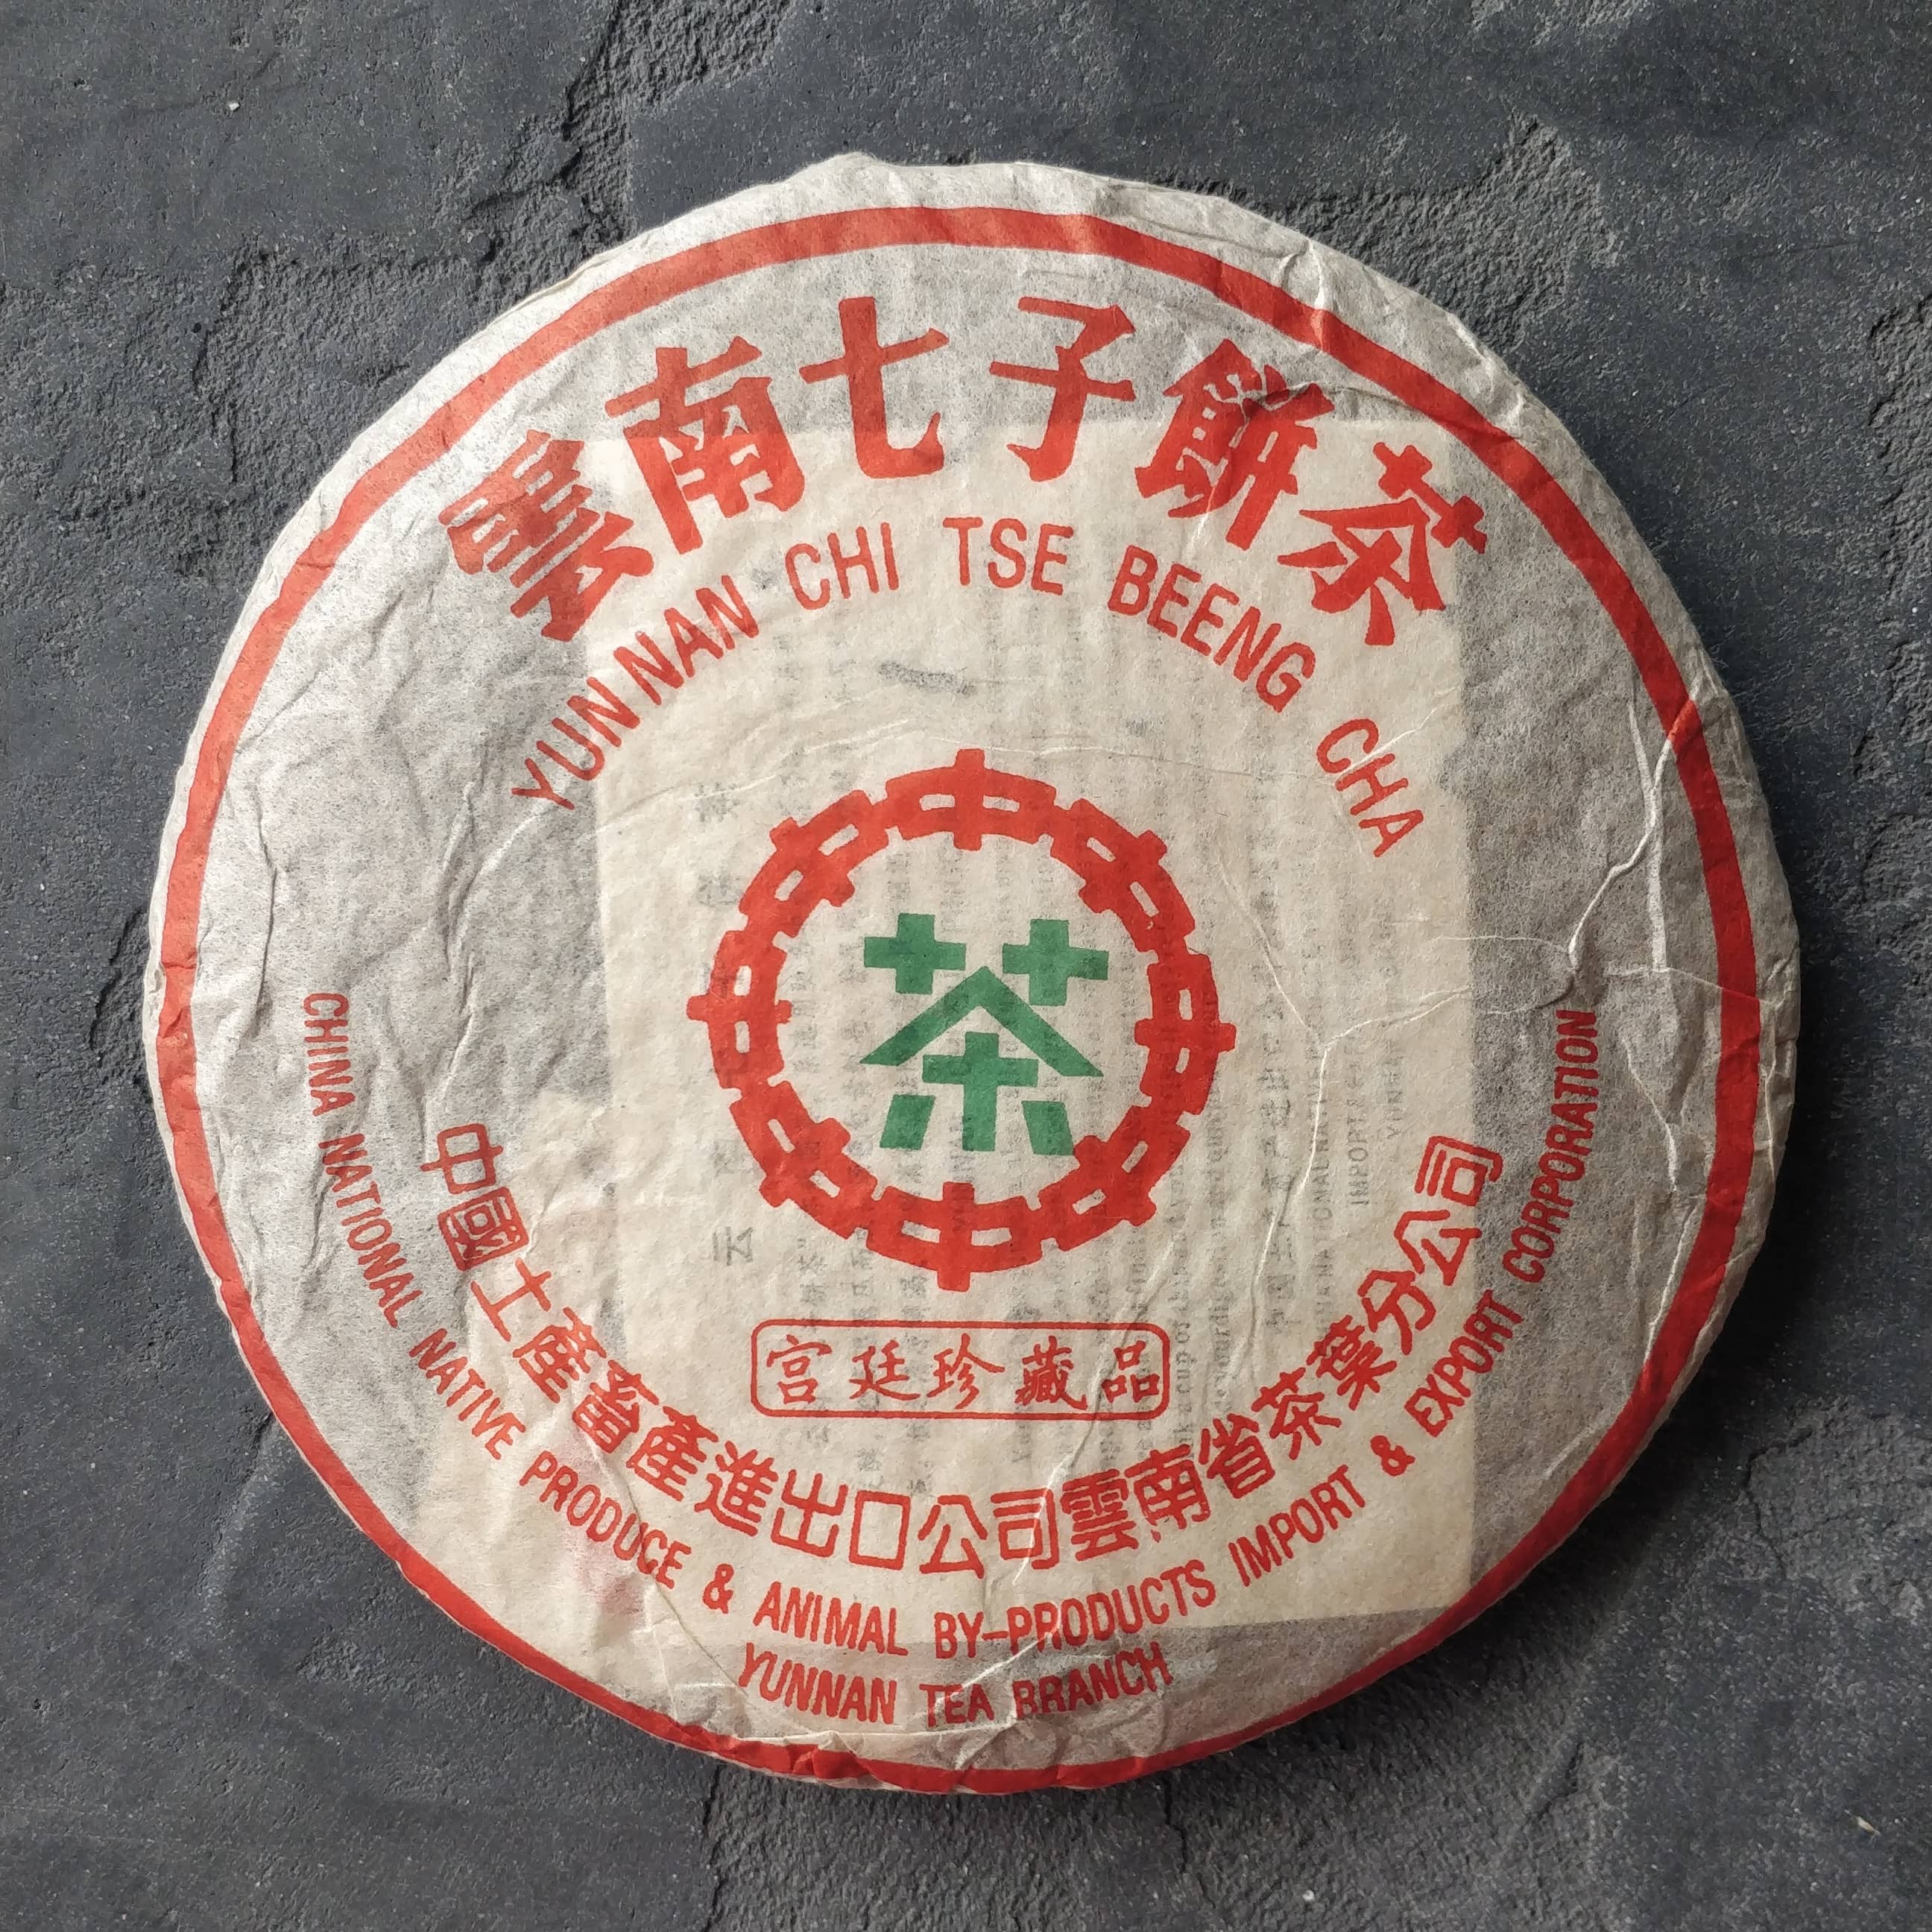 雲南七子餅茶
YUNNAN CHI TSE BEENG CHA
茶
宫廷珍藏品
中國土產畜產進出口公司雲南省茶葉分公司
CHINA NATIONAL NATIVE PRODUCE & ANIMAL BY-PRODUCTS IMPORT & EXPORT CORPORATION
YUNNAN TEA BRANCH